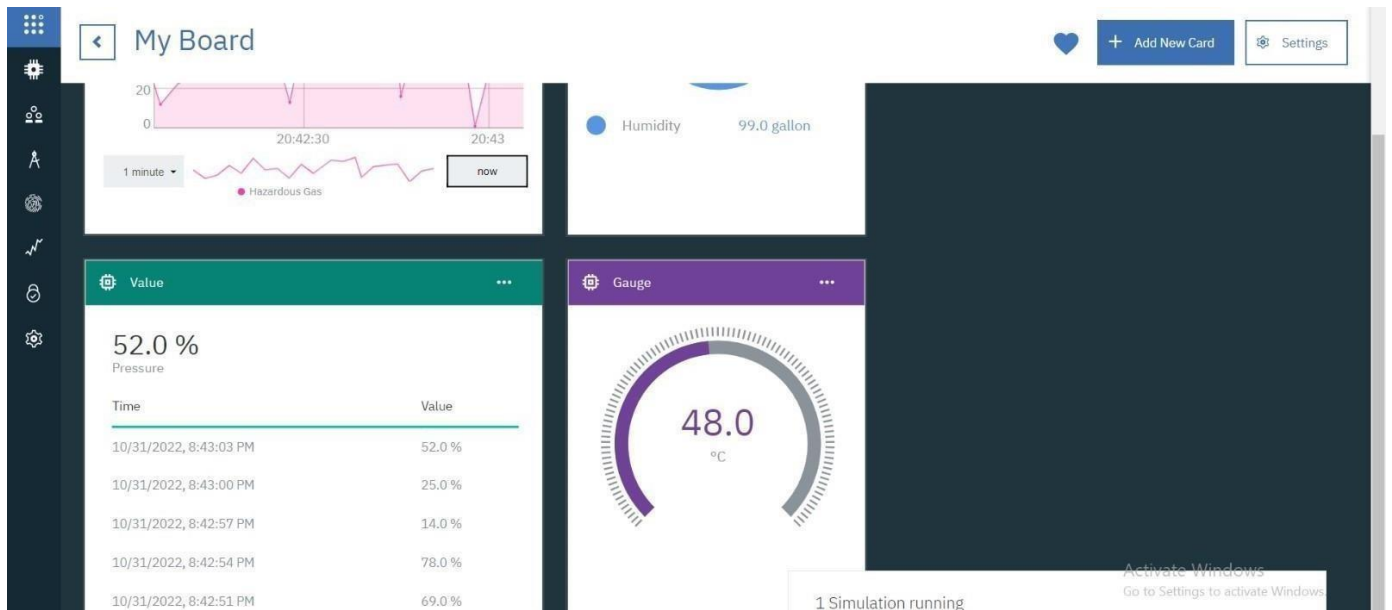 My Board
+ Add New Card
Settings
20
0
20:42:30
20:43
1 minute
now
Hazardous Gas
Humidity 99.0 gallon
Value
52.0 %
Pressure
Time Value
10/31/2022, 8:43:03 PM 52.0 %
10/31/2022, 8:43:00 PM 25.0 %
10/31/2022, 8:42:57 PM 14.0 %
10/31/2022, 8:42:54 PM 78.0 %
10/31/2022, 8:42:51 PM 69.0 %
Gauge
48.0
°C
1 Simulation running
Activate Windows
Go to Settings to activate Windows.